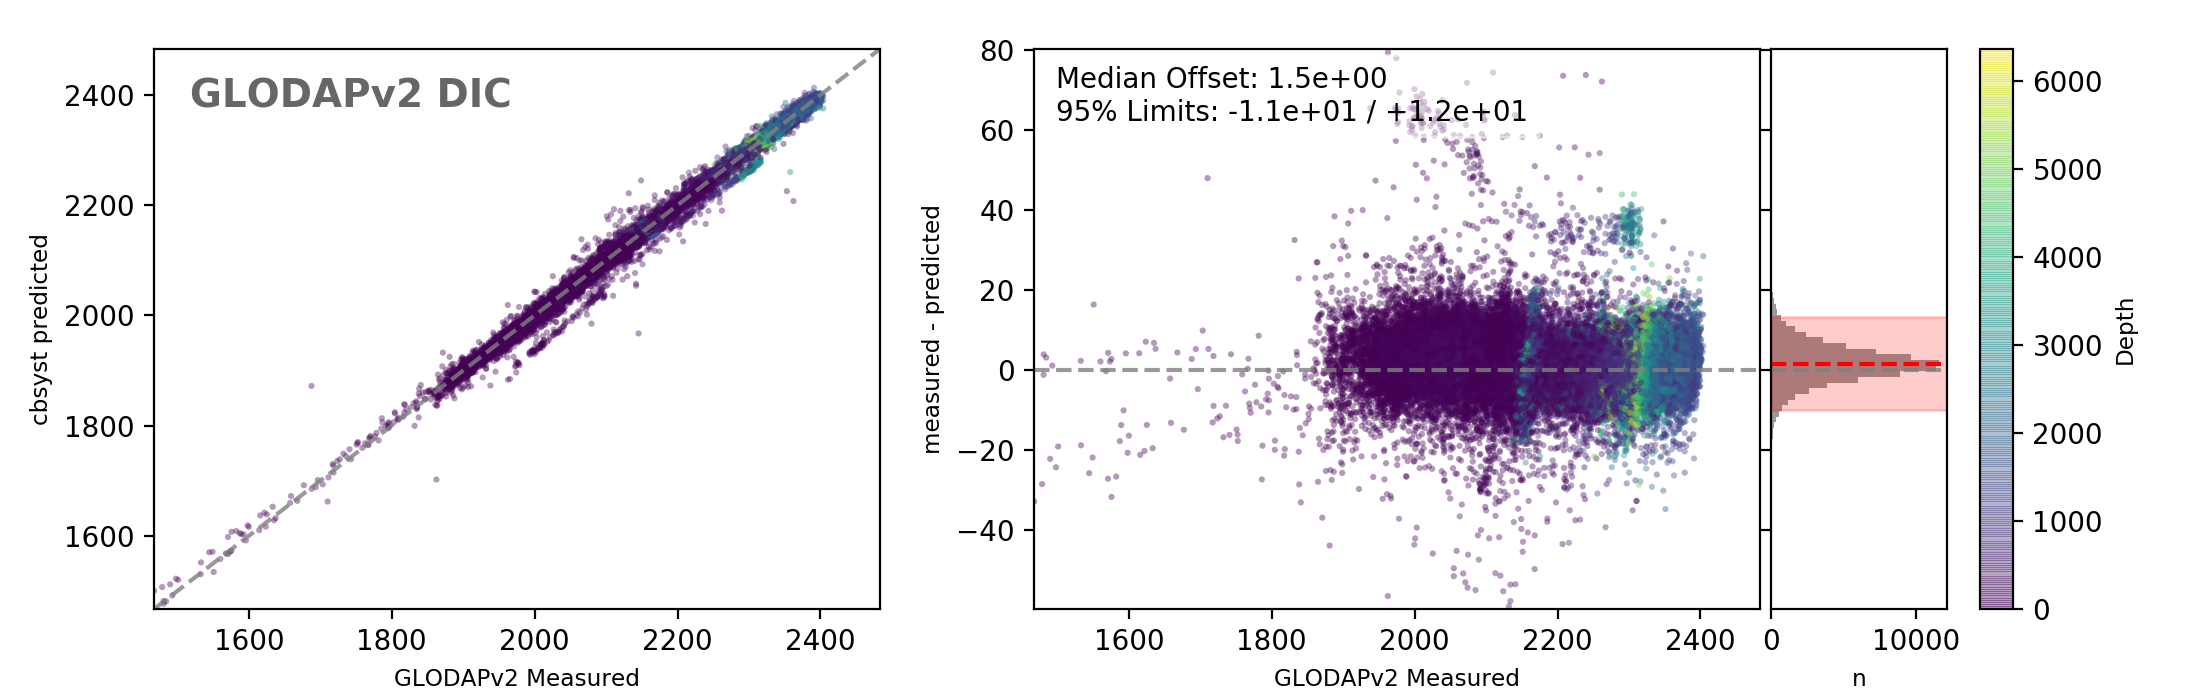 GLODAPv2 DIC
2400
2200
2000
1800
1600
cbsyst predicted
1600 1800 2000 2200 2400
GLODAPv2 Measured
Median Offset: 1.5e+00
95% Limits: -1.1e+01 / +1.2e+01
80
60
40
20
0
−20
−40
measured - predicted
1600 1800 2000 2200 2400
GLODAPv2 Measured
0 10000
n
6000
5000
4000
3000
2000
1000
0
Depth